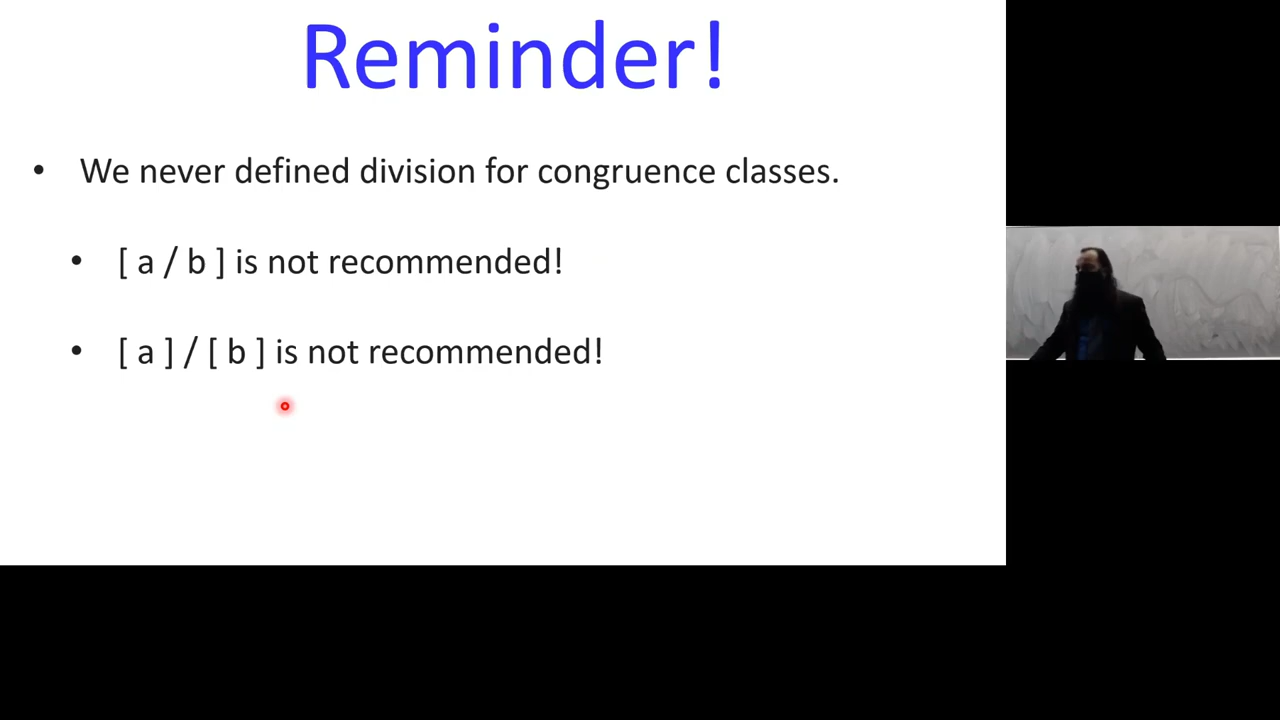 Reminder!
• We never defined division for congruence classes.
• [ a / b ] is not recommended!
• [ a ] / [ b ] is not recommended!